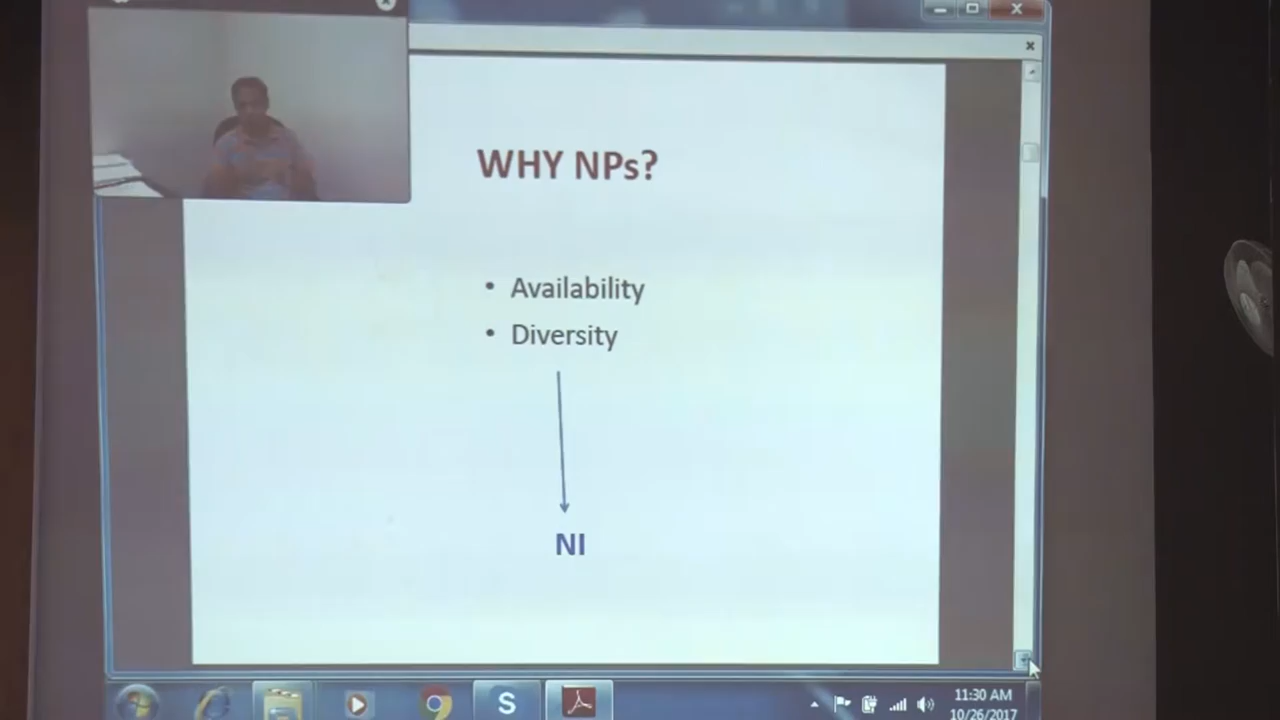 WHY NPs?
• Availability
• Diversity
NI
S
11:30 AM
10/26/2017